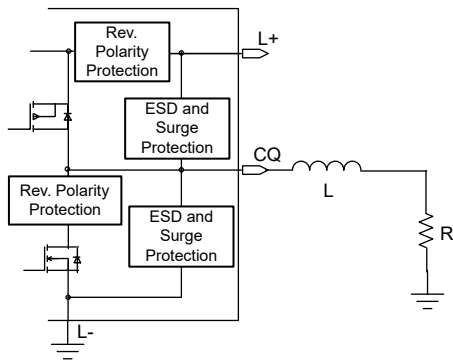 Rev.
Polarity
Protection
L+
ESD and
Surge
Protection
CQ
L
Rev. Polarity
Protection
ESD and
Surge
Protection
R
L-